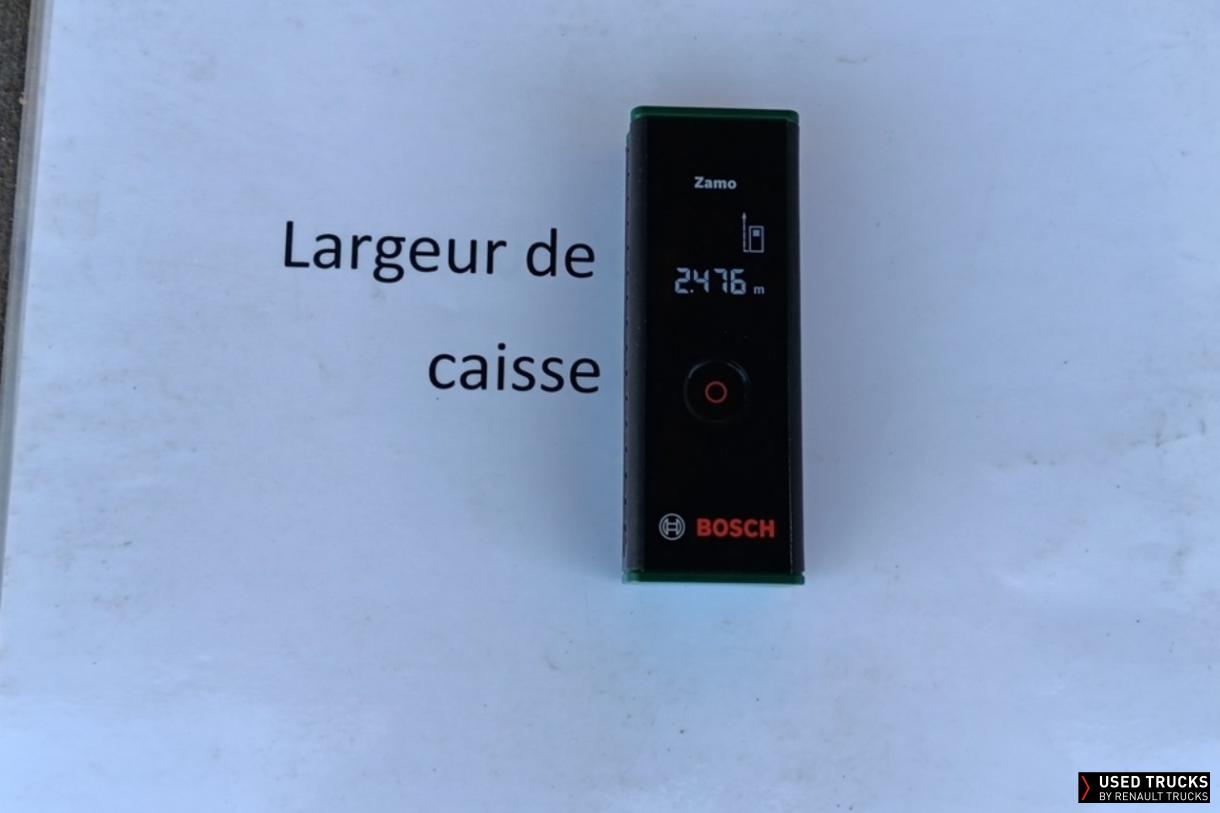 Largeur de
caisse
Zamo
2.476 m
BOSCH
USED TRUCKS
BY RENAULT TRUCKS